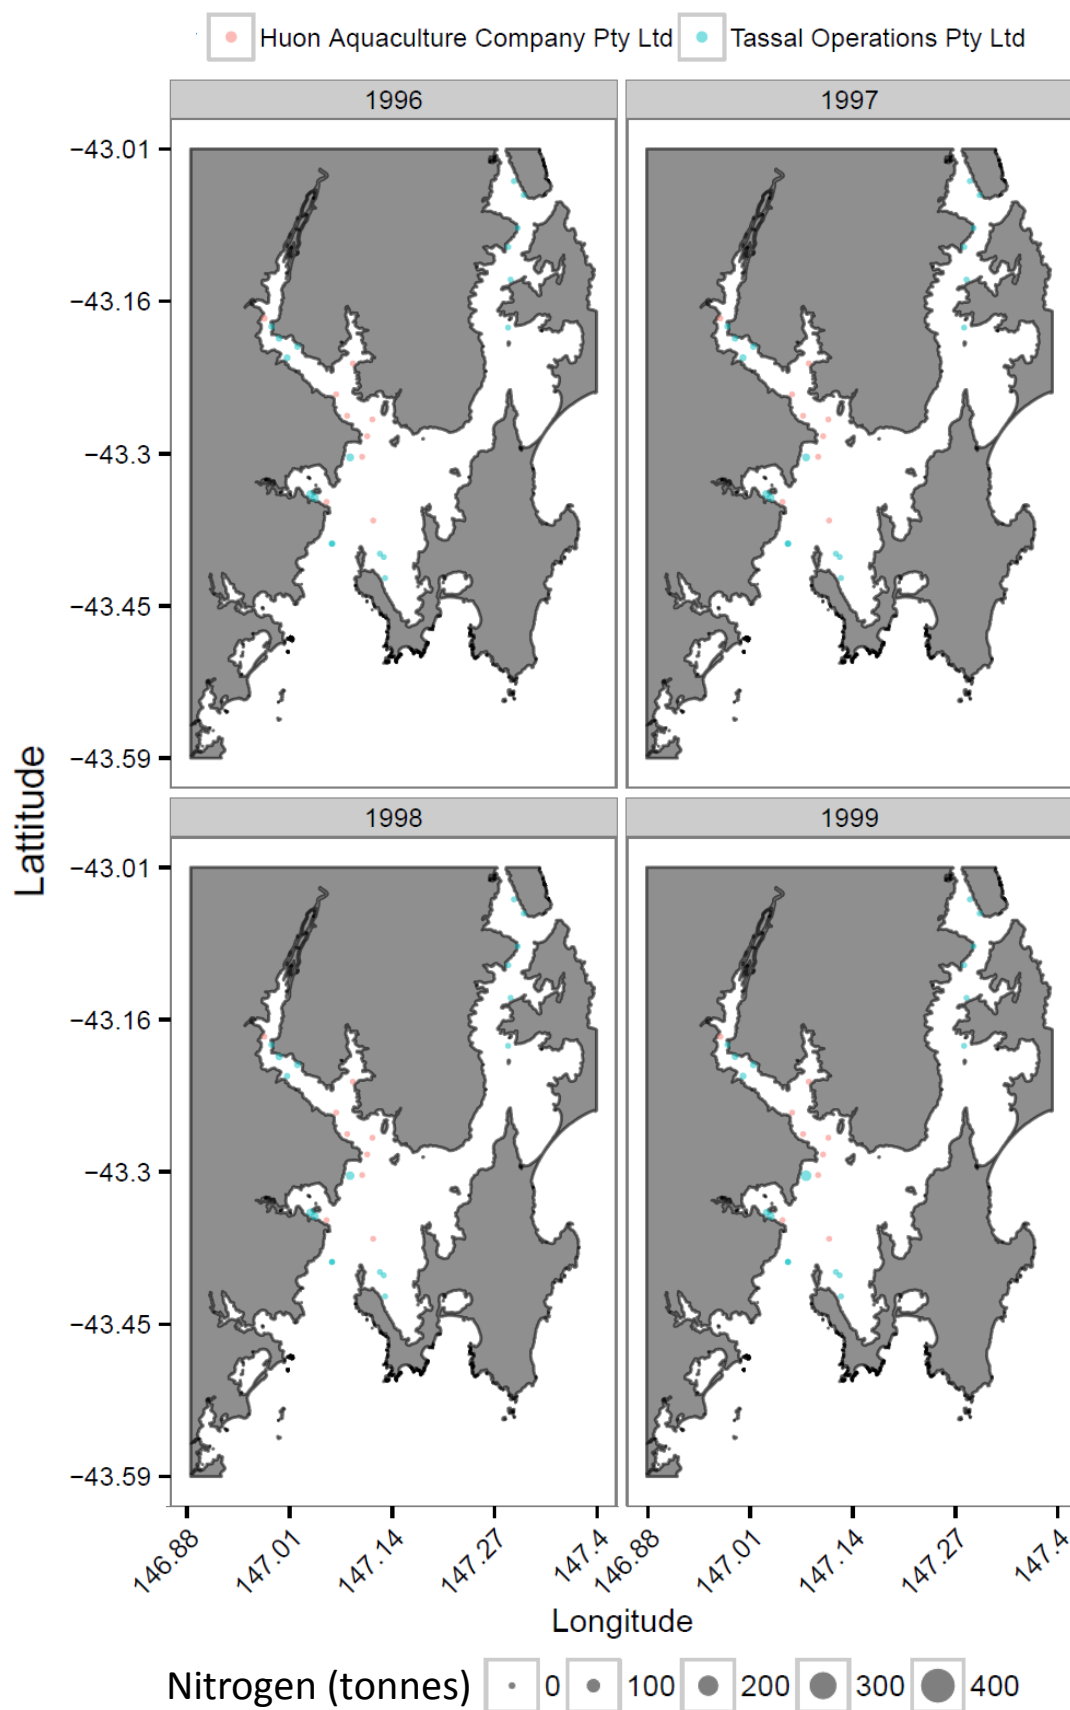 Huon Aquaculture Company Pty Ltd Tassal Operations Pty Ltd
1996 1997
−43.01
−43.16
−43.3
−43.45
−43.59
Lattitude
1998 1999
−43.01
−43.16
−43.3
−43.45
−43.59
146.88 147.01 147.14 147.27 147.4 146.88 147.01 147.14 147.27 147.4
Longitude
Nitrogen (tonnes) 0 100 200 300 400